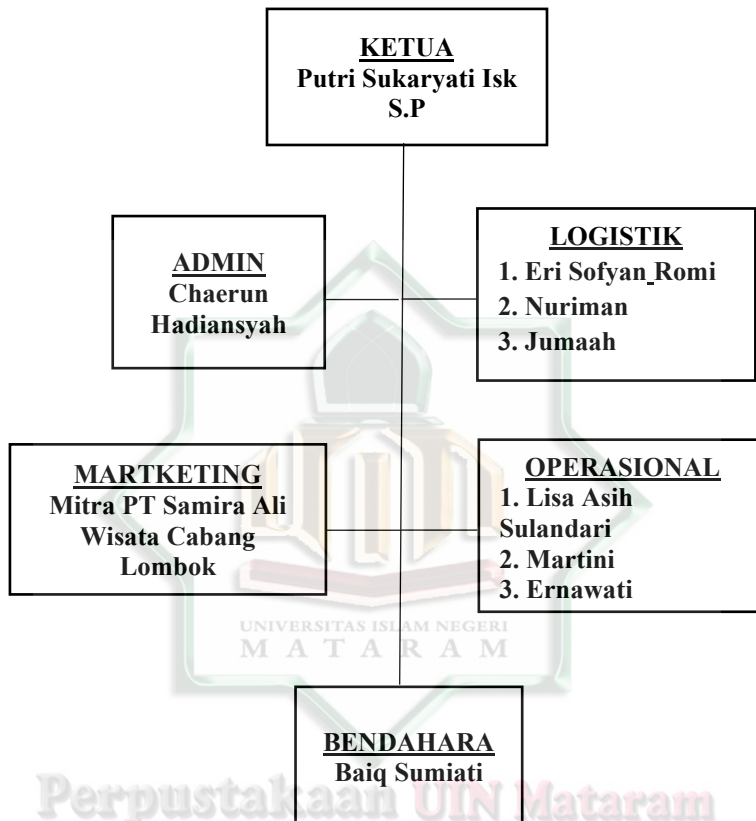 KETUA
Putri Sukaryati Isk
S.P
ADMIN
Chaerun
Hadiansyah
LOGISTIK
1. Eri Sofyan Romi
2. Nuriman
3. Jumaah
MARTKETING
Mitra PT Samira Ali
Wisata Cabang
Lombok
OPERASIONAL
1. Lisa Asih
Sulandari
2. Martini
3. Ernawati
UNIVERSITAS ISLAM NEGERI
MATARAM
BENDAHARA
Baiq Sumiati
Perpustakaan UIN Mataram